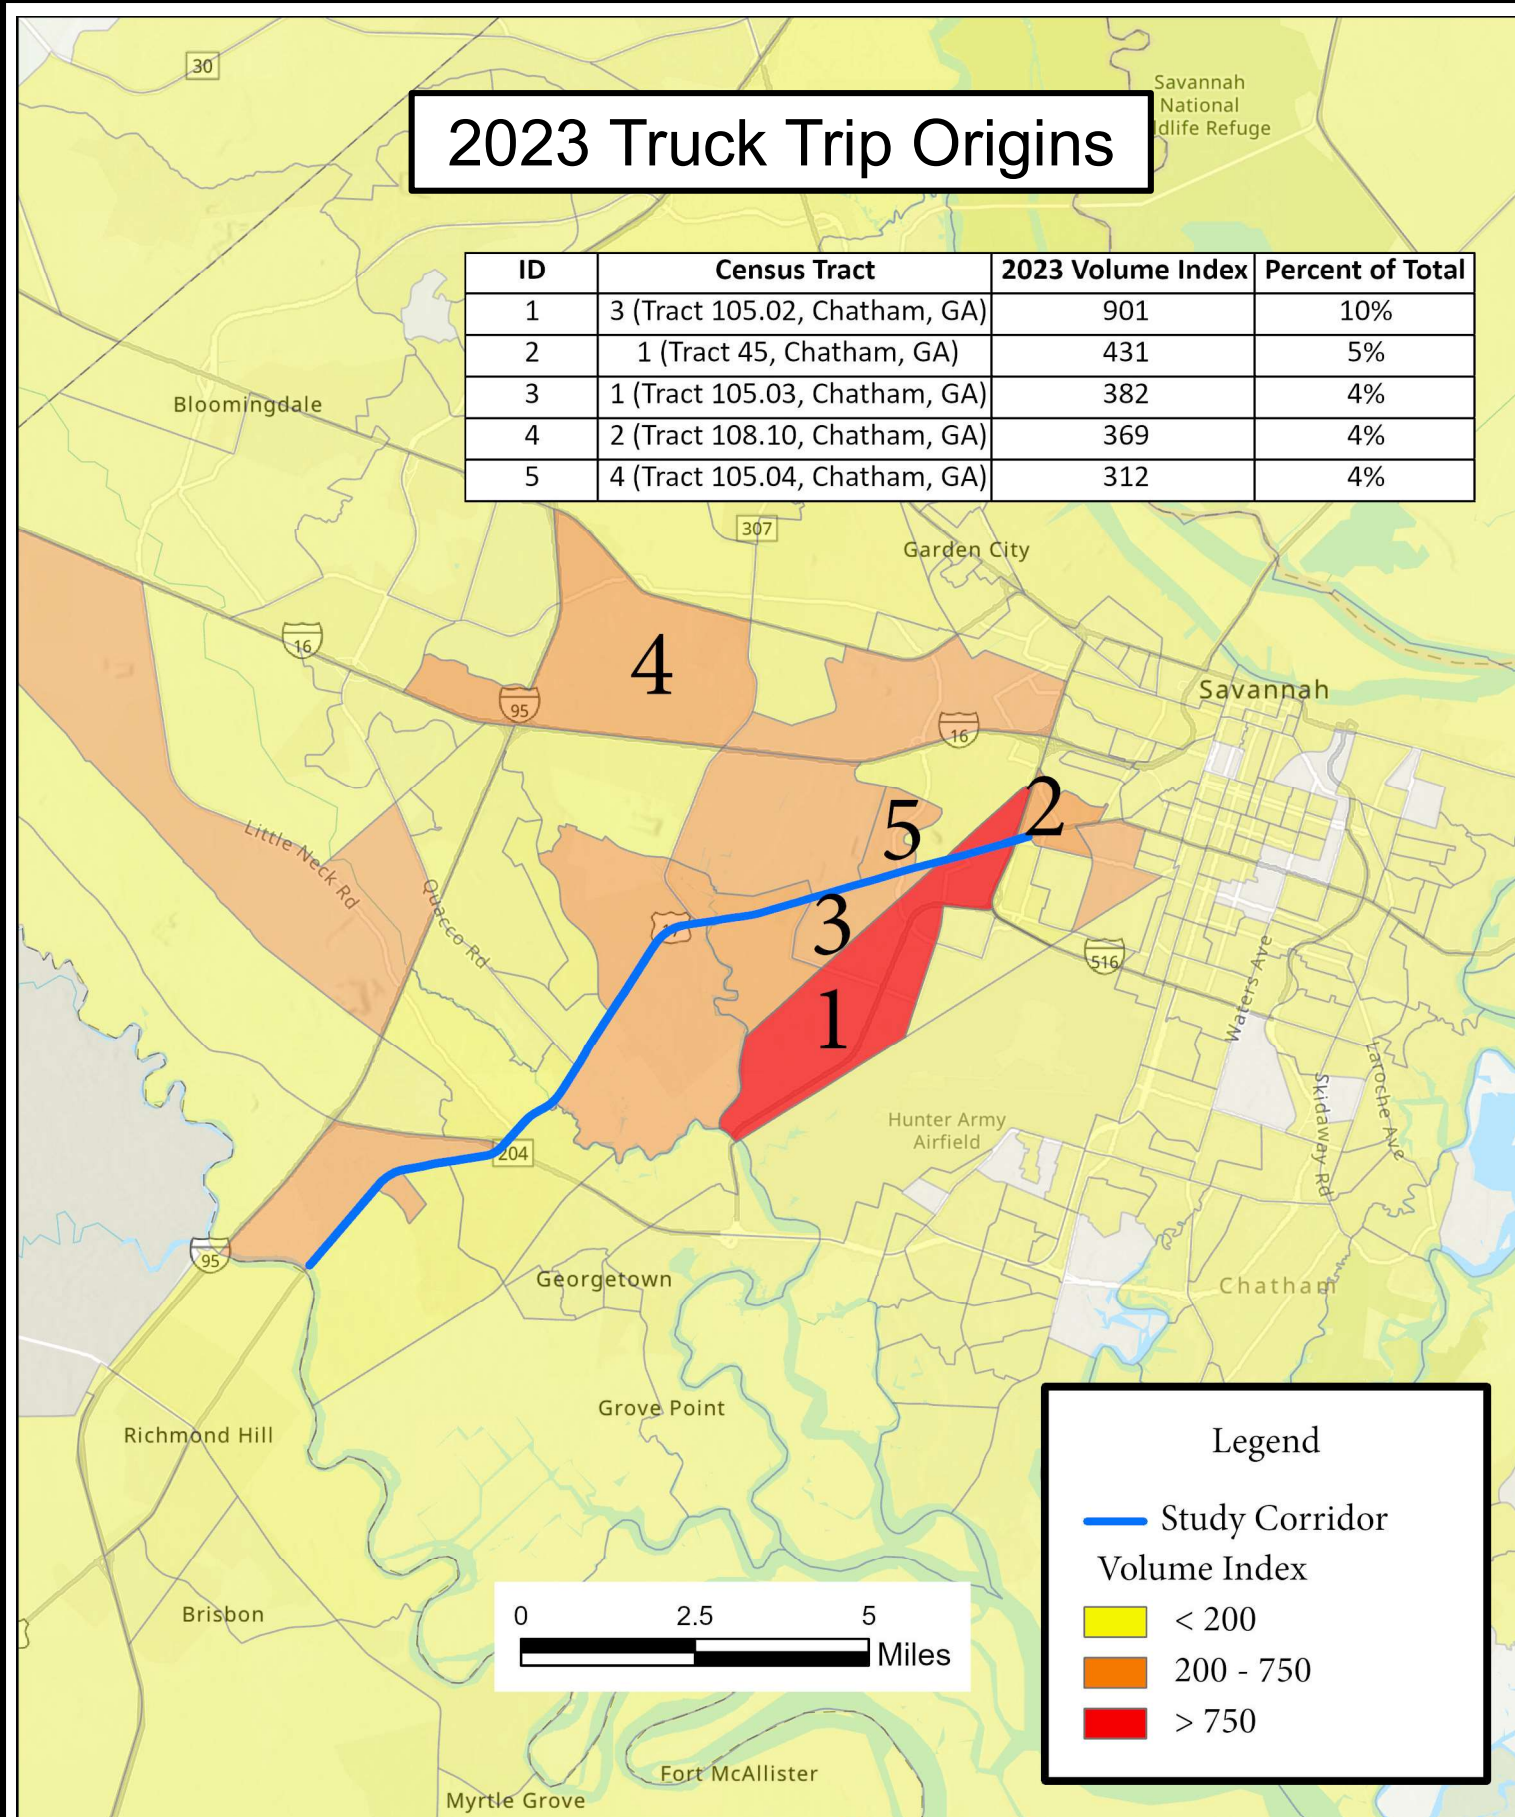 30
Savannah
National
dlife Refuge
2023 Truck Trip Origins
ID Census Tract 2023 Volume Index Percent of Total
1 3 (Tract 105.02, Chatham, GA) 901 10%
2 1 (Tract 45, Chatham, GA) 431 5%
3 1 (Tract 105.03, Chatham, GA) 382 4%
4 2 (Tract 108.10, Chatham, GA) 369 4%
5 4 (Tract 105.04, Chatham, GA) 312 4%
Bloomingdale
307
Garden City
16
4
95
Savannah
16
2
5
Little Neck Rd
Quacco Rd
3
17
516
Waters Ave
1
Laroche Ave
Skidaway Rd
Hunter Army
Airfield
204
95
Georgetown
Chatham
Grove Point
Richmond Hill
Legend
Study Corridor
Volume Index
< 200
200 - 750
> 750
Brisbon
0 2.5 5
Miles
Fort McAllister
Myrtle Grove